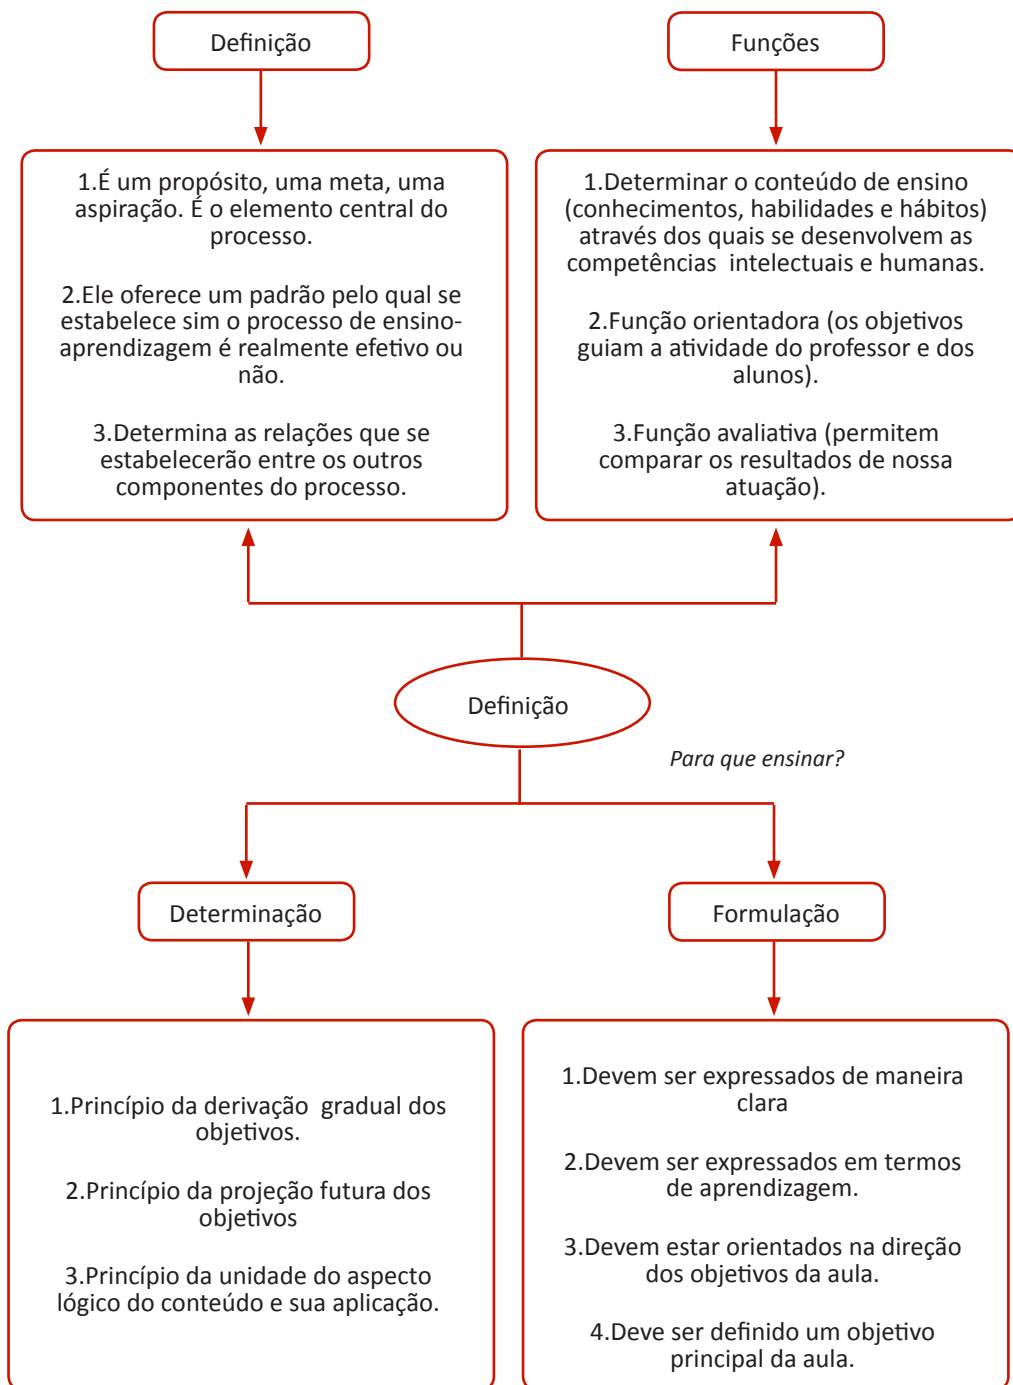 Definição
Funções
1.É um propósito, uma meta, uma
aspiração. É o elemento central do
processo.
2.Ele oferece um padrão pelo qual se
estabelece sim o processo de ensino-
aprendizagem é realmente efetivo ou
não.
3.Determina as relações que se
estabelecerão entre os outros
componentes do processo.
1.Determinar o conteúdo de ensino
(conhecimentos, habilidades e hábitos)
através dos quais se desenvolvem as
competências intelectuais e humanas.
2.Função orientadora (os objetivos
guiam a atividade do professor e dos
alunos).
3.Função avaliativa (permitem
comparar os resultados de nossa
atuação).
Definição
Para que ensinar?
Determinação
Formulação
1.Princípio da derivação gradual dos
objetivos.
2.Princípio da projeção futura dos
objetivos
3.Princípio da unidade do aspecto
lógico do conteúdo e sua aplicação.
1.Devem ser expressados de maneira
clara
2.Devem ser expressados em termos
de aprendizagem.
3.Devem estar orientados na direção
dos objetivos da aula.
4.Deve ser definido um objetivo
principal da aula.